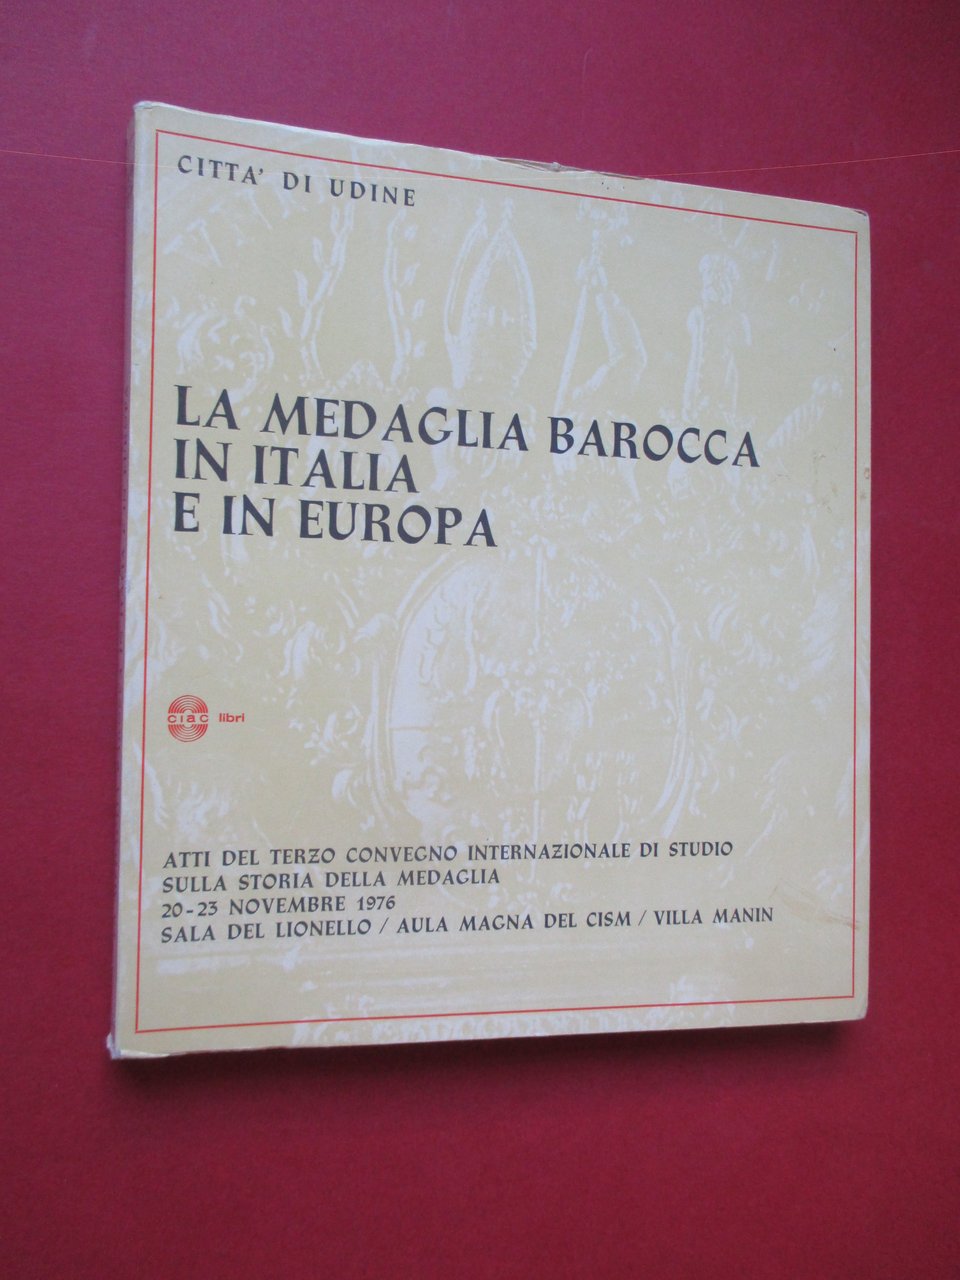 CITTA' DI UDINE
LA MEDAGLIA BAROCCA
IN ITALIA
E IN EUROPA
ciac libri
ATTI DEL TERZO CONVEGNO INTERNAZIONALE DI STUDIO
SULLA STORIA DELLA MEDAGLIA
20-23 NOVEMBRE 1976
SALA DEL LIONELLO / AULA MAGNA DEL CISM / VILLA MANIN